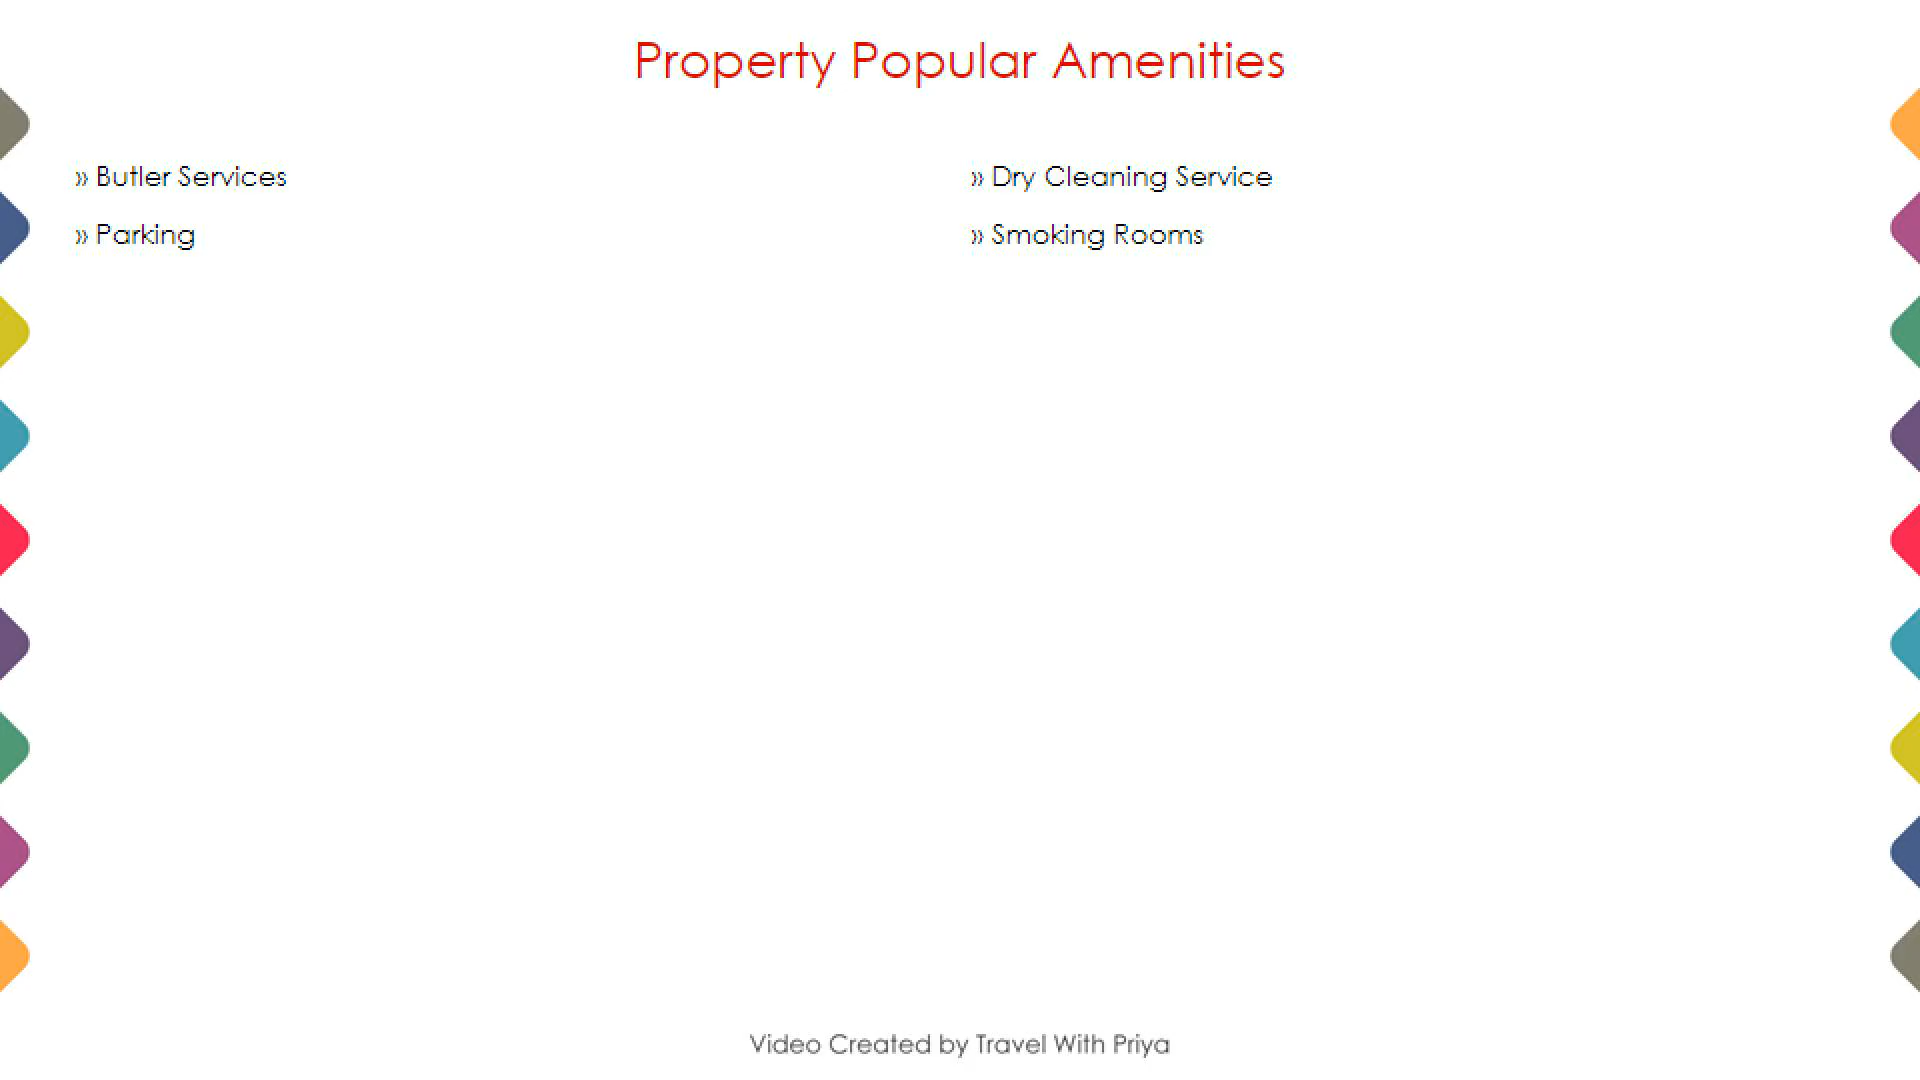 Property Popular Amenities
» Butler Services
» Dry Cleaning Service
» Parking
» Smoking Rooms
Video Created by Travel With Priya